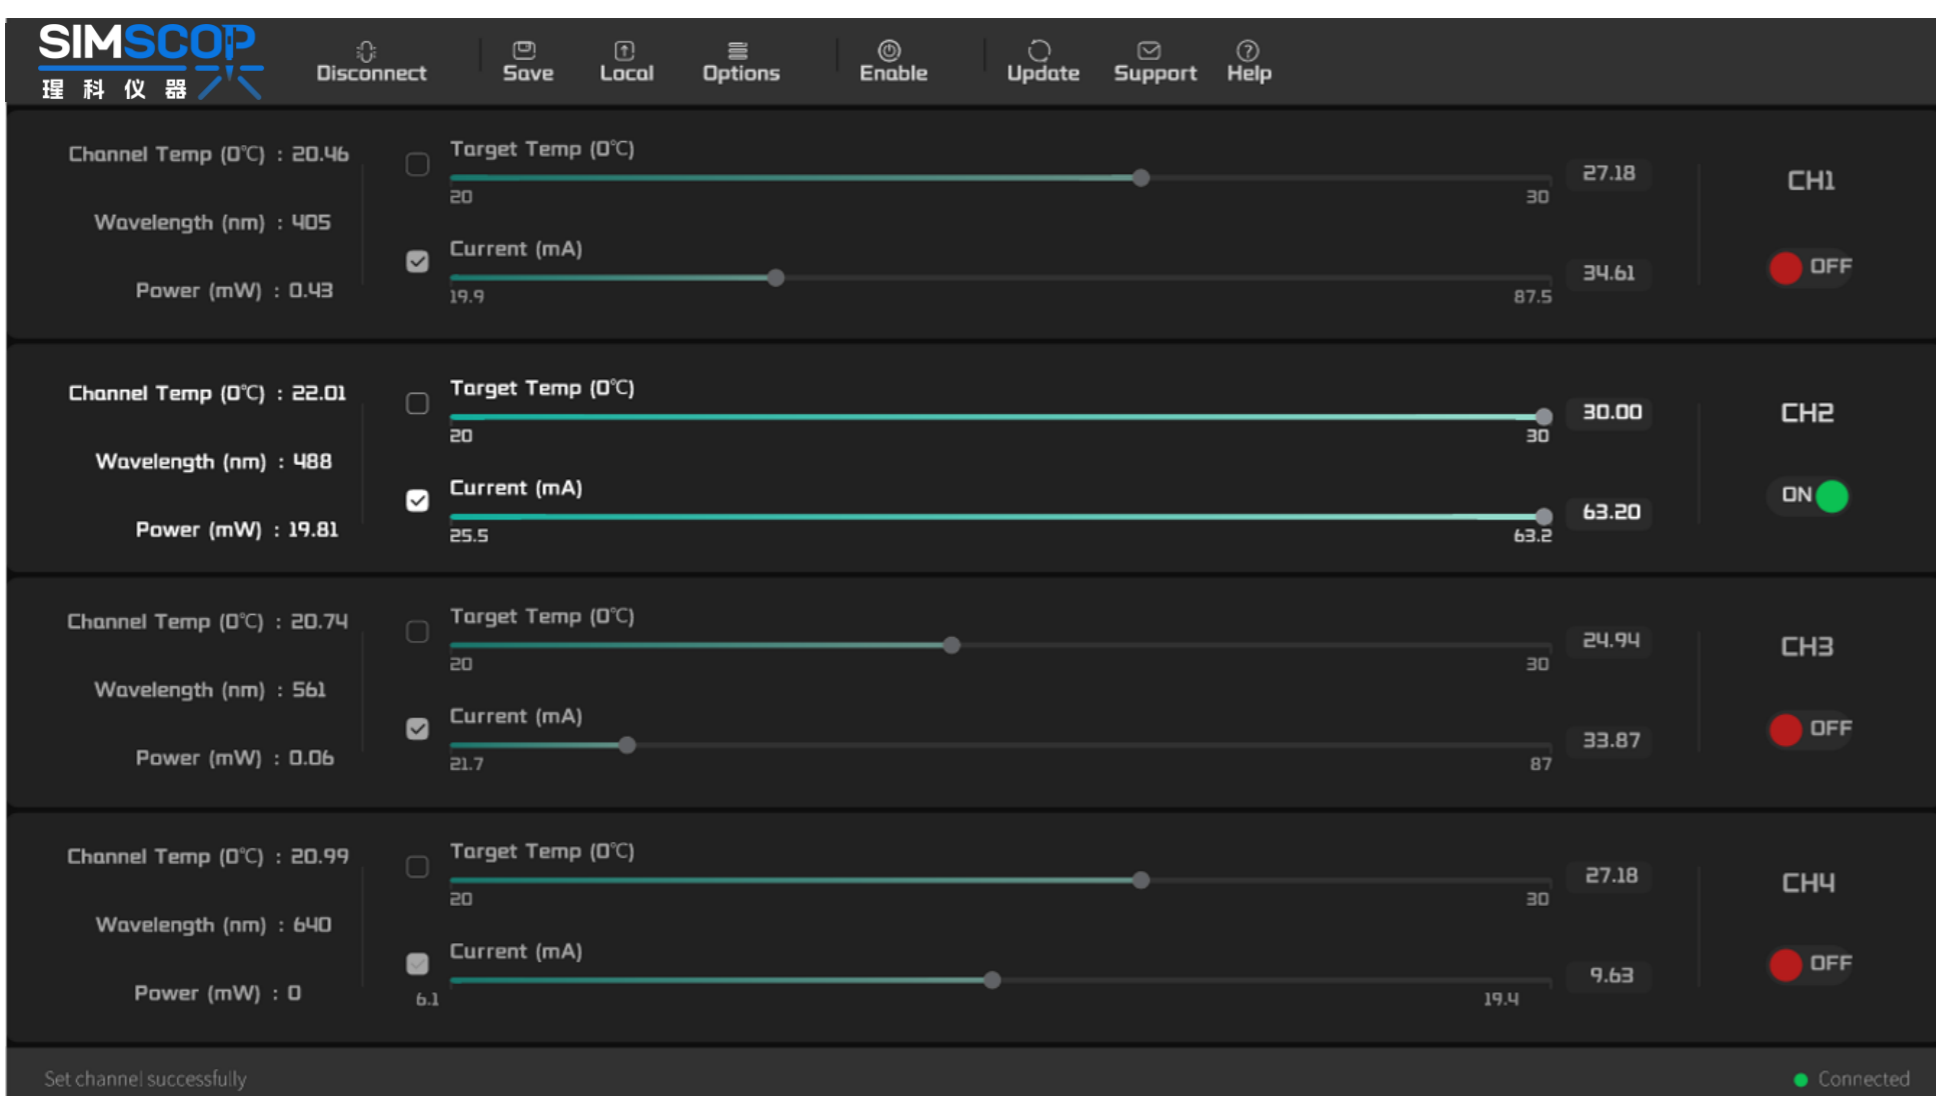 SIMSCOP
瑆科仪器
Disconnect Save Local Options Enable Update Support Help
Channel Temp (0℃) : 20.46
Wavelength (nm) : 405
Power (mW) : 0.43
Target Temp (0℃)
20 30
27.18
Current (mA)
19.9 87.5
34.61
CH1
OFF
Channel Temp (0℃) : 22.01
Wavelength (nm) : 488
Power (mW) : 19.81
Target Temp (0℃)
20 30
30.00
Current (mA)
25.5 63.2
63.20
CH2
ON
Channel Temp (0℃) : 20.74
Wavelength (nm) : 561
Power (mW) : 0.06
Target Temp (0℃)
20 30
24.94
Current (mA)
21.7 87
33.87
CH3
OFF
Channel Temp (0℃) : 20.99
Wavelength (nm) : 640
Power (mW) : 0
Target Temp (0℃)
20 30
27.18
Current (mA)
6.1 19.4
9.63
CH4
OFF
Set channel successfully
Connected